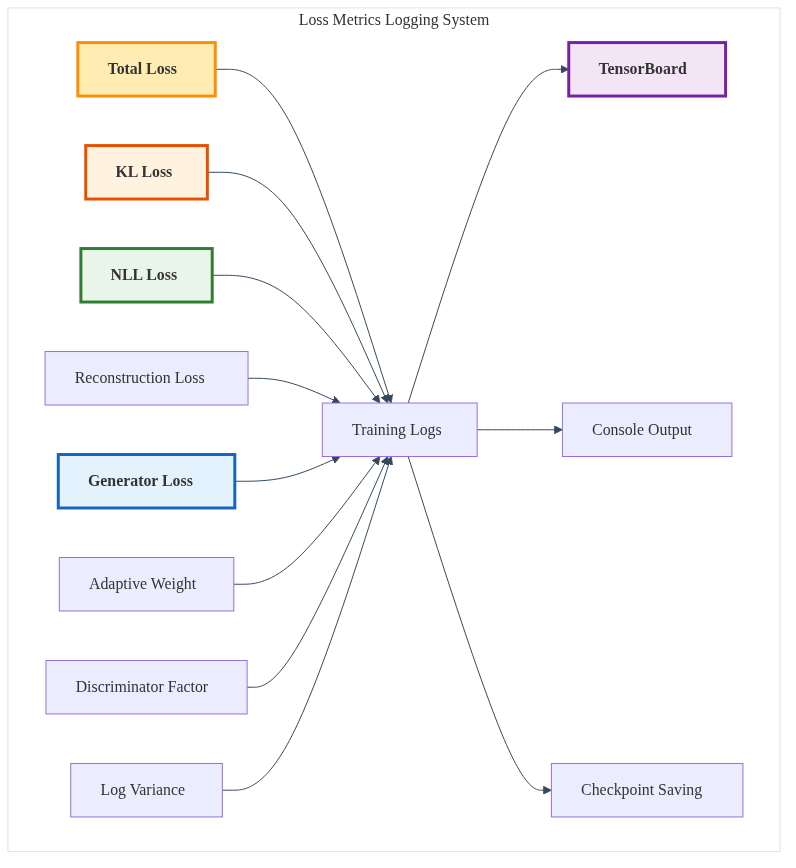 Loss Metrics Logging System
Total Loss
KL Loss
NLL Loss
Reconstruction Loss
Generator Loss
Adaptive Weight
Discriminator Factor
Log Variance
Training Logs
TensorBoard
Console Output
Checkpoint Saving